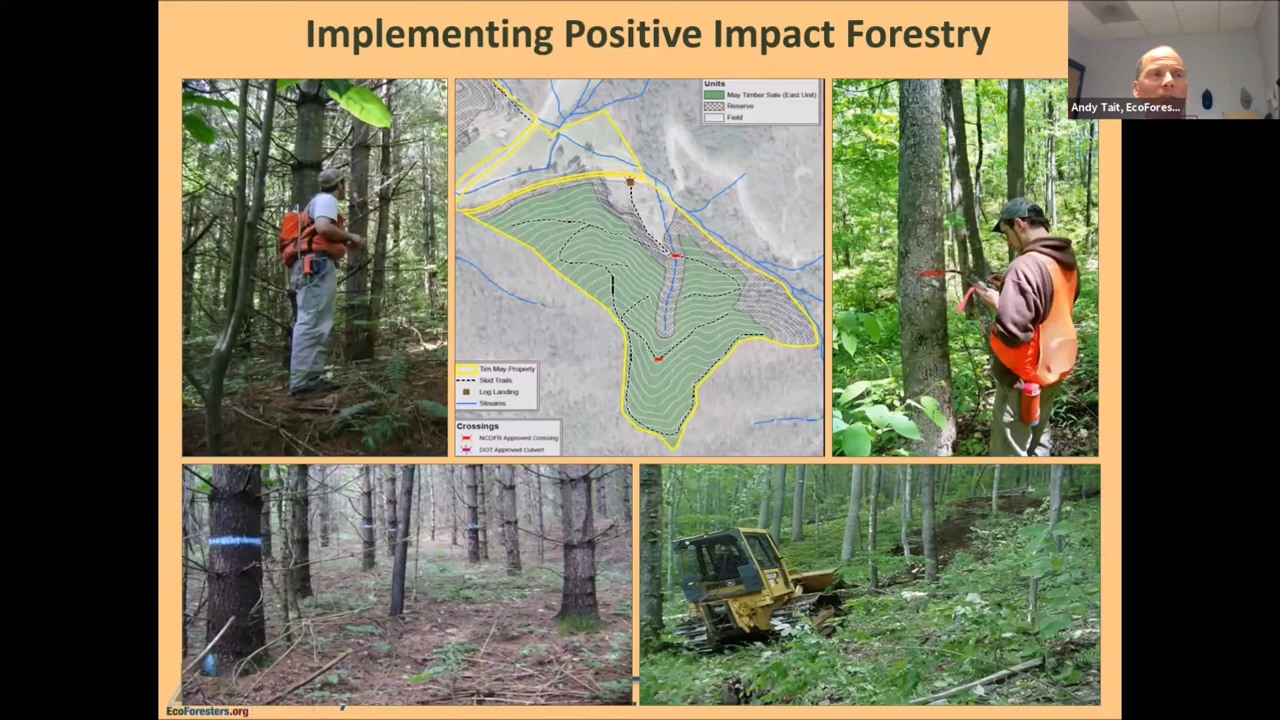 Implementing Positive Impact Forestry
Andy Tait, EcoFores...
Units
May Timber Sale (East Unit)
Reserve
Field
Tim May Property
Skid Trails
Log Landing
Streams
Crossings
NCDFR Approved Crossing
DOT Approved Culvert
EcoForesters.org